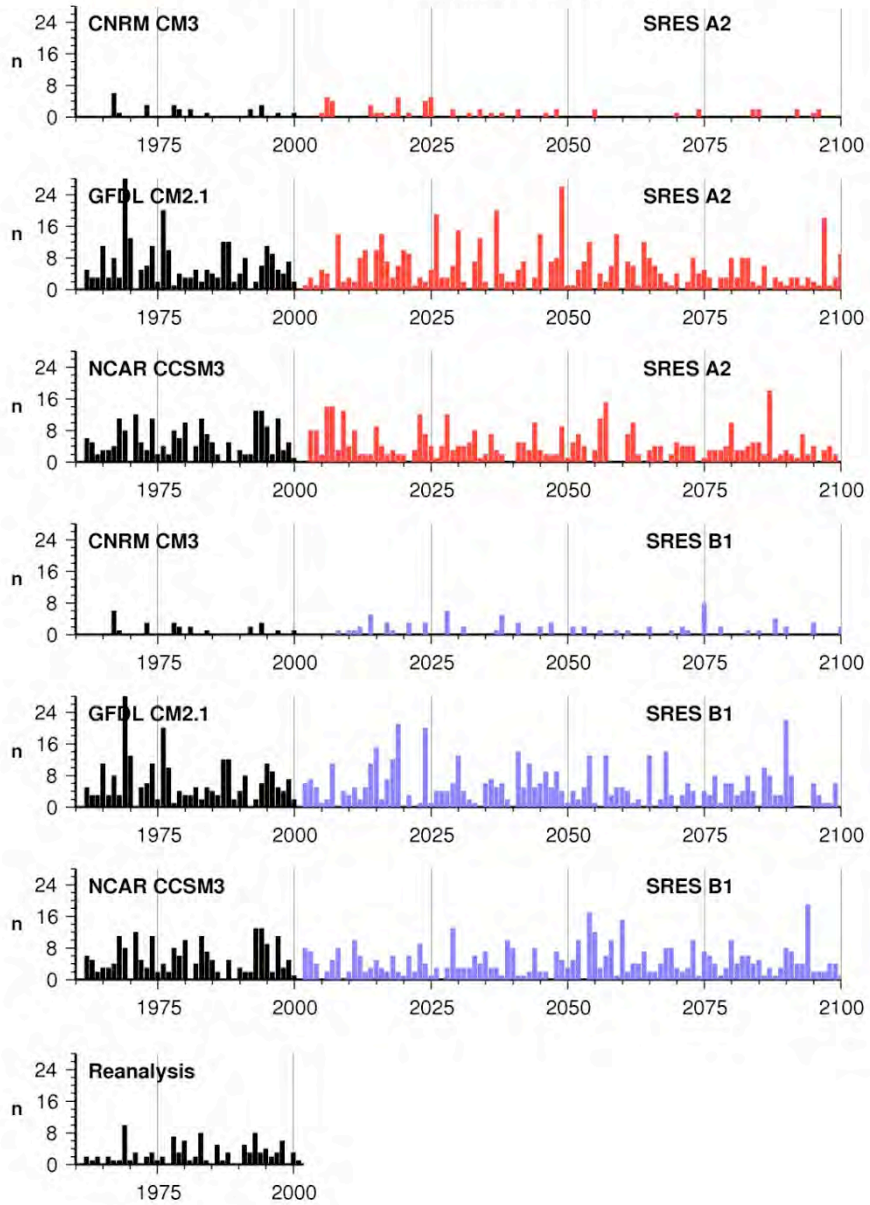 28
CNRM CM3 SRES A2
24
n
16
8
0
1975 2000 2025 2050 2075 2100
GFDL CM2.1 SRES A2
24
n
16
8
0
1975 2000 2025 2050 2075 2100
NCAR CCSM3 SRES A2
24
n
16
8
0
1975 2000 2025 2050 2075 2100
CNRM CM3 SRES B1
24
n
16
8
0
1975 2000 2025 2050 2075 2100
GFDL CM2.1 SRES B1
24
n
16
8
0
1975 2000 2025 2050 2075 2100
NCAR CCSM3 SRES B1
24
n
16
8
0
1975 2000 2025 2050 2075 2100
Reanalysis
24
n
16
8
0
1975 2000